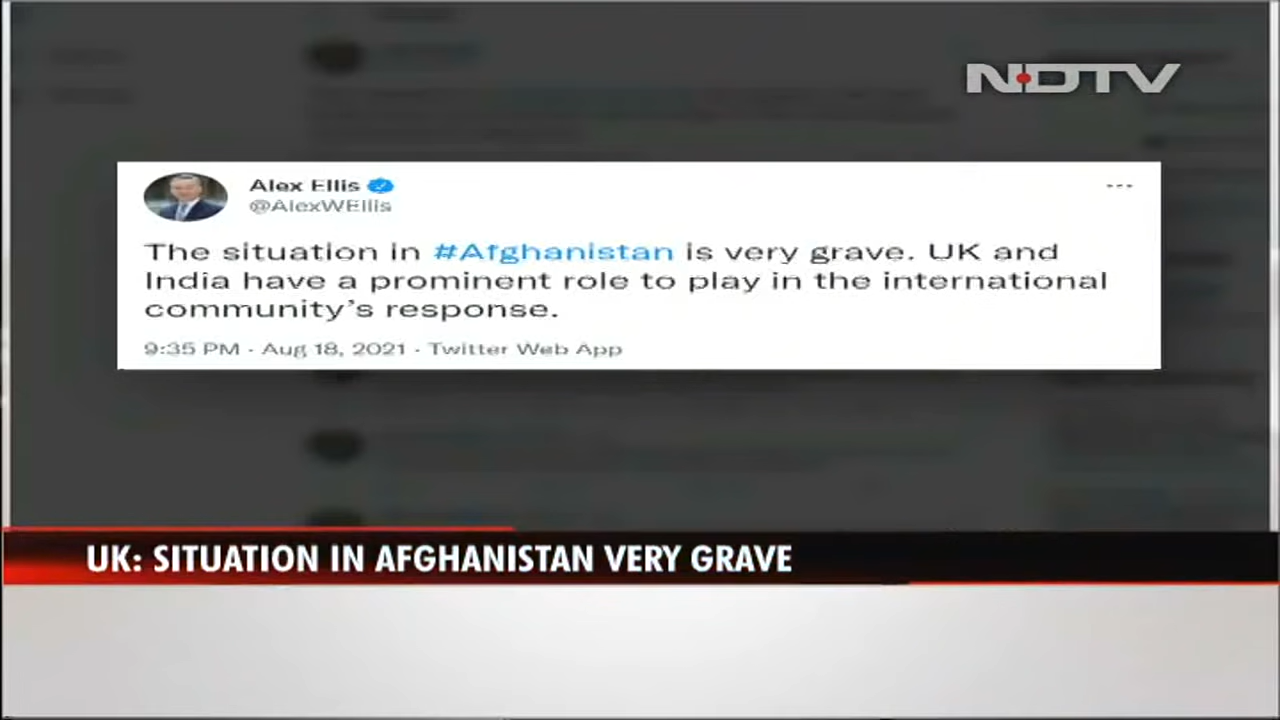 NDTV
Alex Ellis
@AlexWEllis
The situation in #Afghanistan is very grave. UK and
India have a prominent role to play in the international
community’s response.
9:35 PM · Aug 18, 2021 · Twitter Web App
UK: SITUATION IN AFGHANISTAN VERY GRAVE